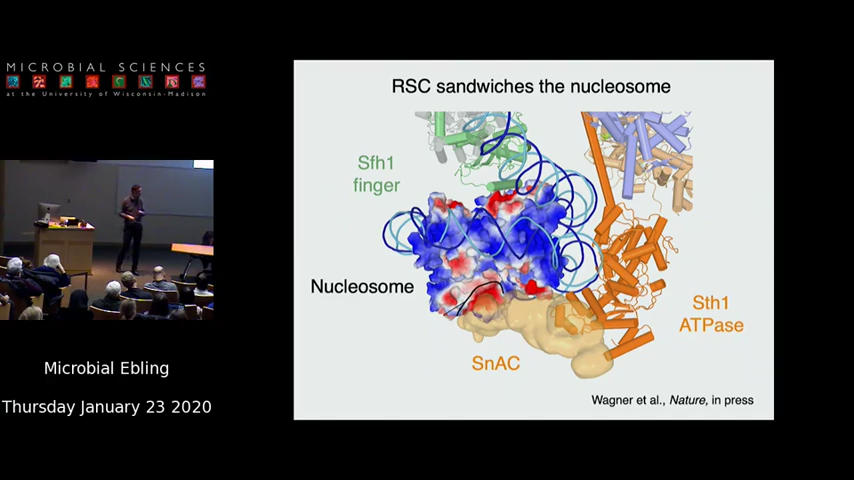 MICROBIAL SCIENCES
at the University of Wisconsin-Madison
Microbial Ebling
Thursday January 23 2020
RSC sandwiches the nucleosome
Sfh1
finger
Nucleosome
Sth1
ATPase
SnAC
Wagner et al., Nature, in press